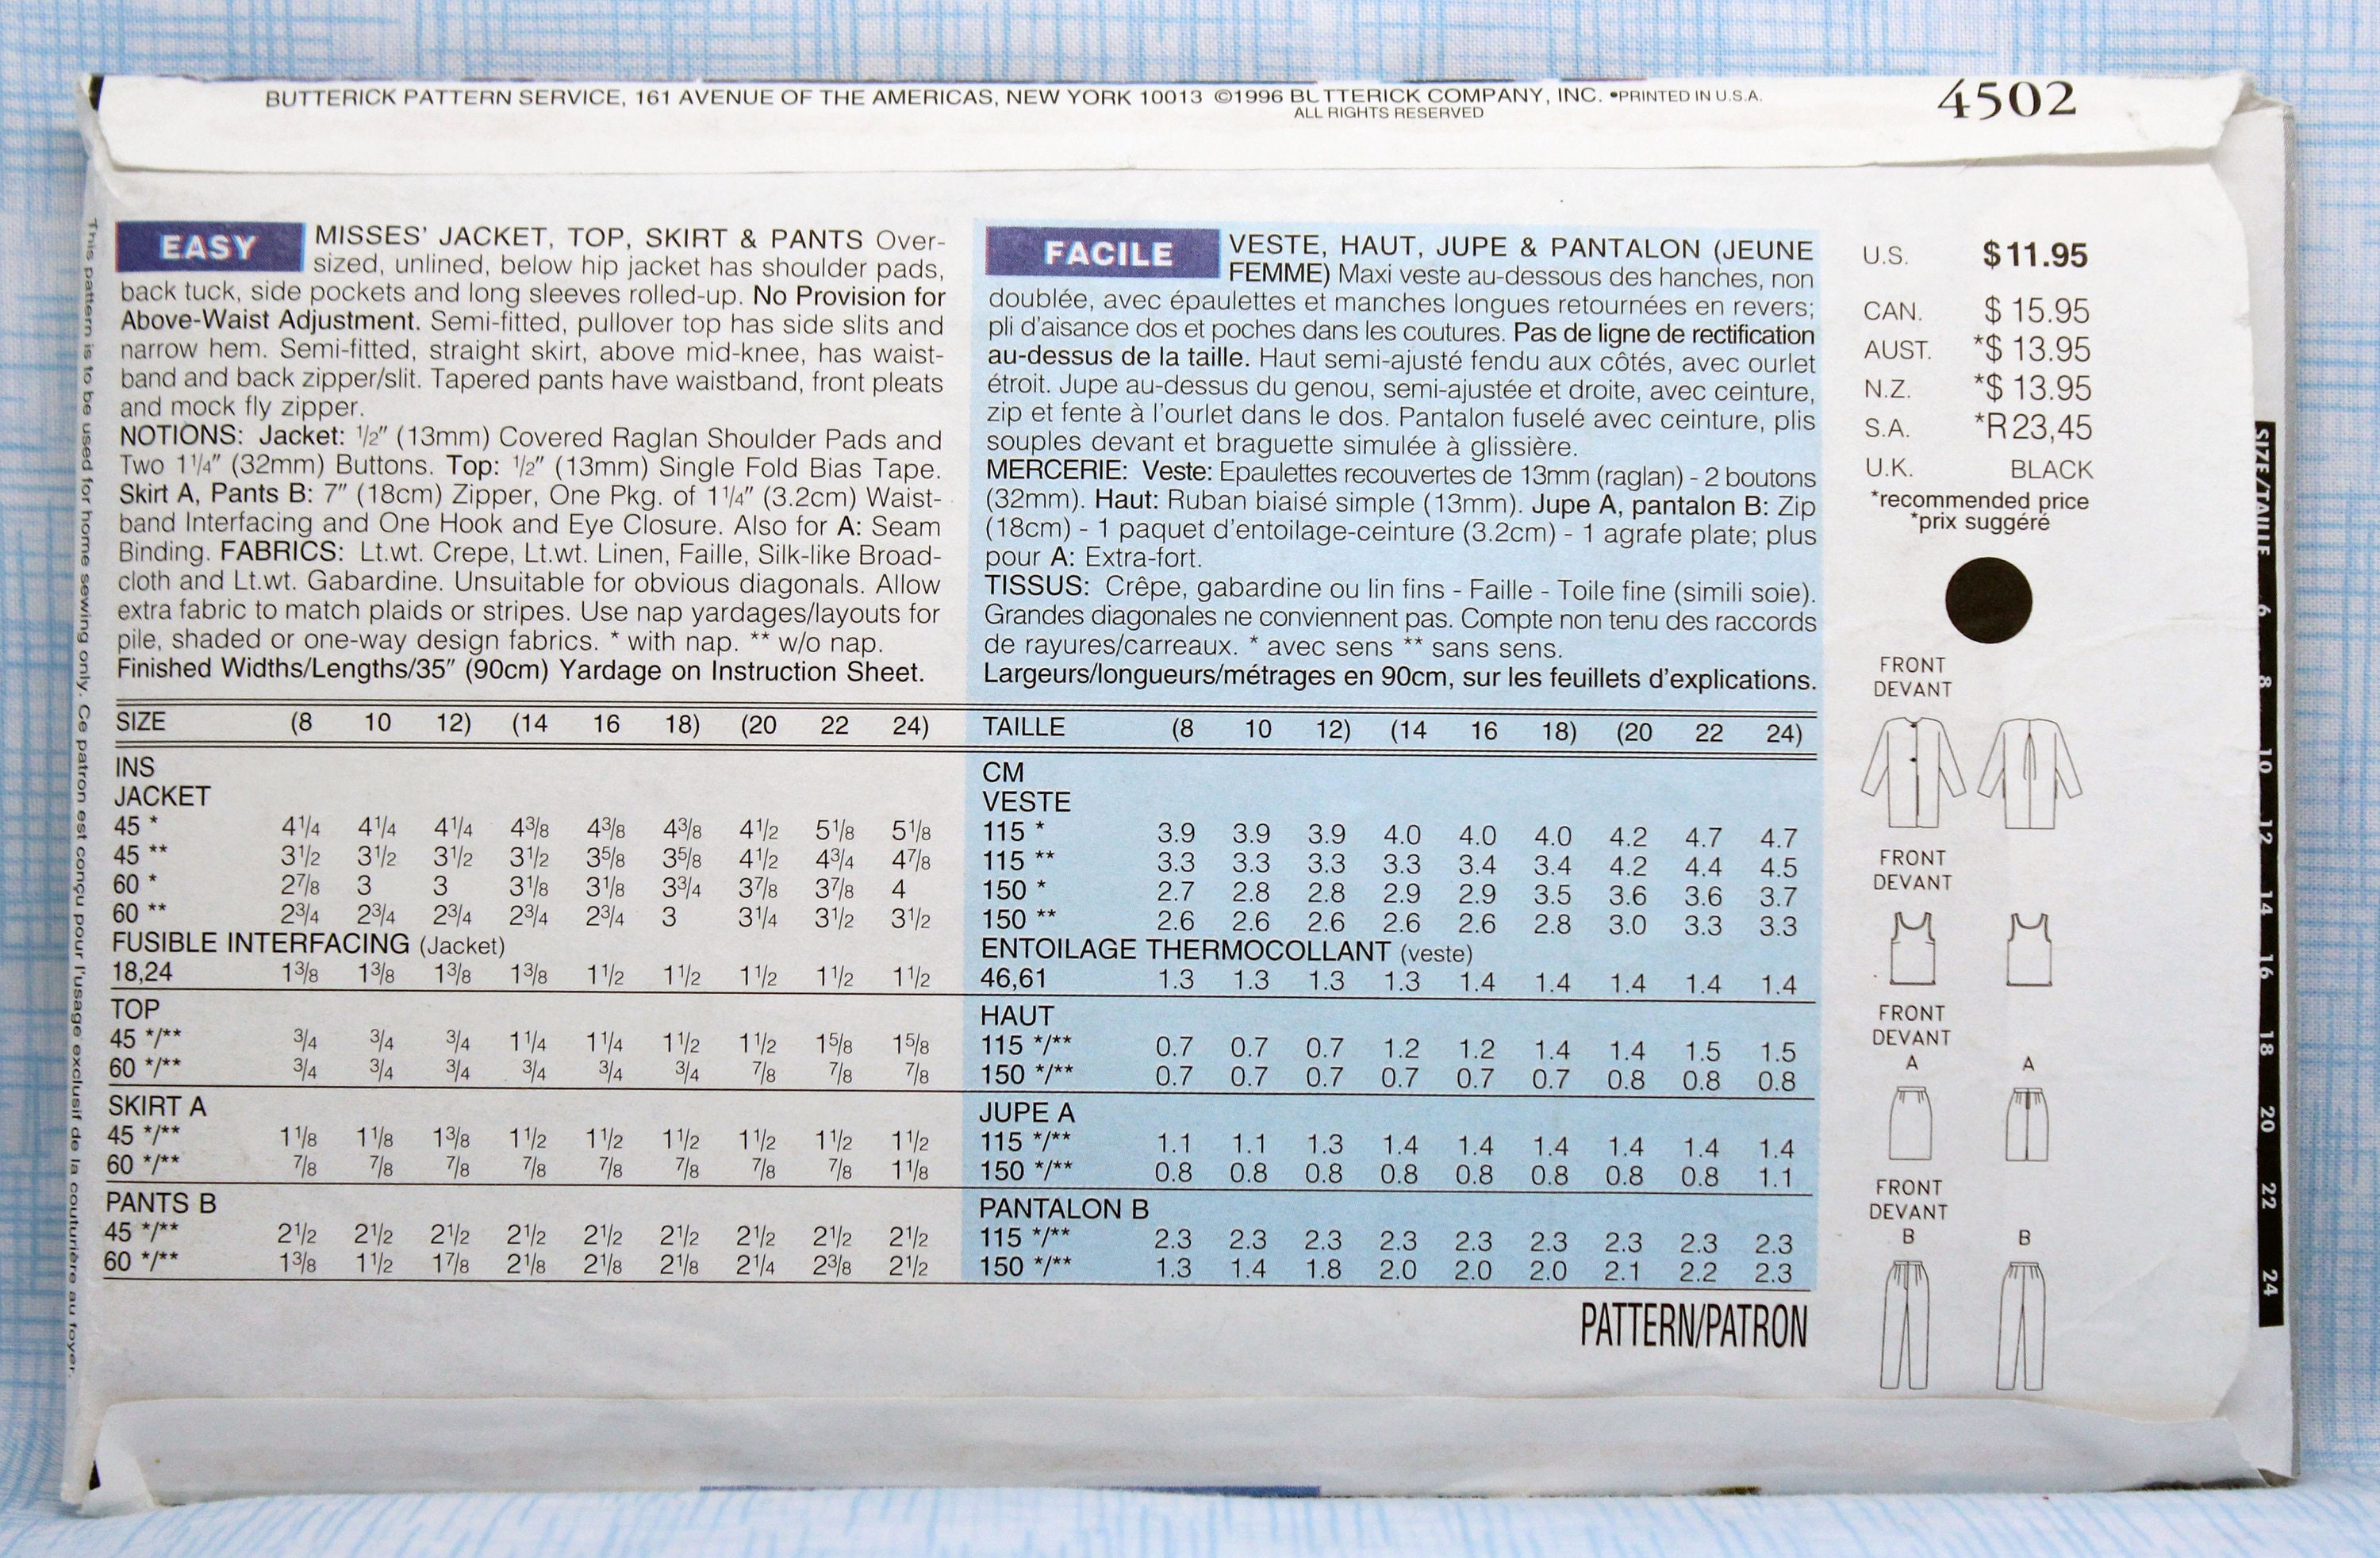 BUTTERICK PATTERN SERVICE, 161 AVENUE OF THE AMERICAS, NEW YORK 10013 ©1996 BUTTERICK COMPANY, INC. •PRINTED IN U.S.A.
ALL RIGHTS RESERVED
4502
This pattern is to be used for home sewing only. Ce patron est conçu pour l'usage exclusif de la couturière au foyer.
EASY
MISSES' JACKET, TOP, SKIRT & PANTS Over-
sized, unlined, below hip jacket has shoulder pads,
back tuck, side pockets and long sleeves rolled-up. No Provision for
Above-Waist Adjustment. Semi-fitted, pullover top has side slits and
narrow hem. Semi-fitted, straight skirt, above mid-knee, has waist-
band and back zipper/slit. Tapered pants have waistband, front pleats
and mock fly zipper.
NOTIONS: Jacket: 1/2" (13mm) Covered Raglan Shoulder Pads and
Two 1 1/4" (32mm) Buttons. Top: 1/2" (13mm) Single Fold Bias Tape.
Skirt A, Pants B: 7" (18cm) Zipper, One Pkg. of 1 1/4" (3.2cm) Waist-
band Interfacing and One Hook and Eye Closure. Also for A: Seam
Binding. FABRICS: Lt.wt. Crepe, Lt.wt. Linen, Faille, Silk-like Broad-
cloth and Lt.wt. Gabardine. Unsuitable for obvious diagonals. Allow
extra fabric to match plaids or stripes. Use nap yardages/layouts for
pile, shaded or one-way design fabrics. * with nap. ** w/o nap.
Finished Widths/Lengths/35" (90cm) Yardage on Instruction Sheet.
SIZE (8 10 12) (14 16 18) (20 22 24)
INS
JACKET
45 * 4 1/4 4 1/4 4 1/4 4 3/8 4 3/8 4 3/8 4 1/2 5 1/8 5 1/8
45 ** 3 1/2 3 1/2 3 1/2 3 1/2 3 5/8 3 5/8 4 1/2 4 3/4 4 7/8
60 * 2 7/8 3 3 3 1/8 3 1/8 3 3/4 3 7/8 3 7/8 4
60 ** 2 3/4 2 3/4 2 3/4 2 3/4 2 3/4 3 3 1/4 3 1/2 3 1/2
FUSIBLE INTERFACING (Jacket)
18,24 1 3/8 1 3/8 1 3/8 1 3/8 1 1/2 1 1/2 1 1/2 1 1/2 1 1/2
TOP
45 */** 3/4 3/4 3/4 1 1/4 1 1/4 1 1/2 1 1/2 1 5/8 1 5/8
60 */** 3/4 3/4 3/4 3/4 3/4 3/4 7/8 7/8 7/8
SKIRT A
45 */** 1 1/8 1 1/8 1 3/8 1 1/2 1 1/2 1 1/2 1 1/2 1 1/2 1 1/2
60 */** 7/8 7/8 7/8 7/8 7/8 7/8 7/8 7/8 1 1/8
PANTS B
45 */** 2 1/2 2 1/2 2 1/2 2 1/2 2 1/2 2 1/2 2 1/2 2 1/2 2 1/2
60 */** 1 3/8 1 1/2 1 7/8 2 1/8 2 1/8 2 1/8 2 1/4 2 3/8 2 1/2
FACILE
VESTE, HAUT, JUPE & PANTALON (JEUNE
FEMME) Maxi veste au-dessous des hanches, non
doublée, avec épaulettes et manches longues retournées en revers;
pli d'aisance dos et poches dans les coutures. Pas de ligne de rectification
au-dessus de la taille. Haut semi-ajusté fendu aux côtés, avec ourlet
étroit. Jupe au-dessus du genou, semi-ajustée et droite, avec ceinture,
zip et fente à l'ourlet dans le dos. Pantalon fuselé avec ceinture, plis
souples devant et braguette simulée à glissière.
MERCERIE: Veste: Epaulettes recouvertes de 13mm (raglan) - 2 boutons
(32mm). Haut: Ruban biaisé simple (13mm). Jupe A, pantalon B: Zip
(18cm) - 1 paquet d'entoilage-ceinture (3.2cm) - 1 agrafe plate; plus
pour A: Extra-fort.
TISSUS: Crêpe, gabardine ou lin fins - Faille - Toile fine (simili soie).
Grandes diagonales ne conviennent pas. Compte non tenu des raccords
de rayures/carreaux. * avec sens ** sans sens.
Largeurs/longueurs/métrages en 90cm, sur les feuillets d'explications.
TAILLE (8 10 12) (14 16 18) (20 22 24)
CM
VESTE
115 * 3.9 3.9 3.9 4.0 4.0 4.0 4.2 4.7 4.7
115 ** 3.3 3.3 3.3 3.3 3.4 3.4 4.2 4.4 4.5
150 * 2.7 2.8 2.8 2.9 2.9 3.5 3.6 3.6 3.7
150 ** 2.6 2.6 2.6 2.6 2.6 2.8 3.0 3.3 3.3
ENTOILAGE THERMOCOLLANT (veste)
46,61 1.3 1.3 1.3 1.3 1.4 1.4 1.4 1.4 1.4
HAUT
115 */** 0.7 0.7 0.7 1.2 1.2 1.4 1.4 1.5 1.5
150 */** 0.7 0.7 0.7 0.7 0.7 0.7 0.8 0.8 0.8
JUPE A
115 */** 1.1 1.1 1.3 1.4 1.4 1.4 1.4 1.4 1.4
150 */** 0.8 0.8 0.8 0.8 0.8 0.8 0.8 0.8 1.1
PANTALON B
115 */** 2.3 2.3 2.3 2.3 2.3 2.3 2.3 2.3 2.3
150 */** 1.3 1.4 1.8 2.0 2.0 2.0 2.1 2.2 2.3
PATTERN/PATRON
U.S. $11.95
CAN. $ 15.95
AUST. *$ 13.95
N.Z. *$ 13.95
S.A. *R23,45
U.K. BLACK
*recommended price
*prix suggéré
FRONT
DEVANT
FRONT
DEVANT
FRONT
DEVANT
A A
FRONT
DEVANT
B B
SIZE/TAILLE 6 8 10 12 14 16 18 20 22 24